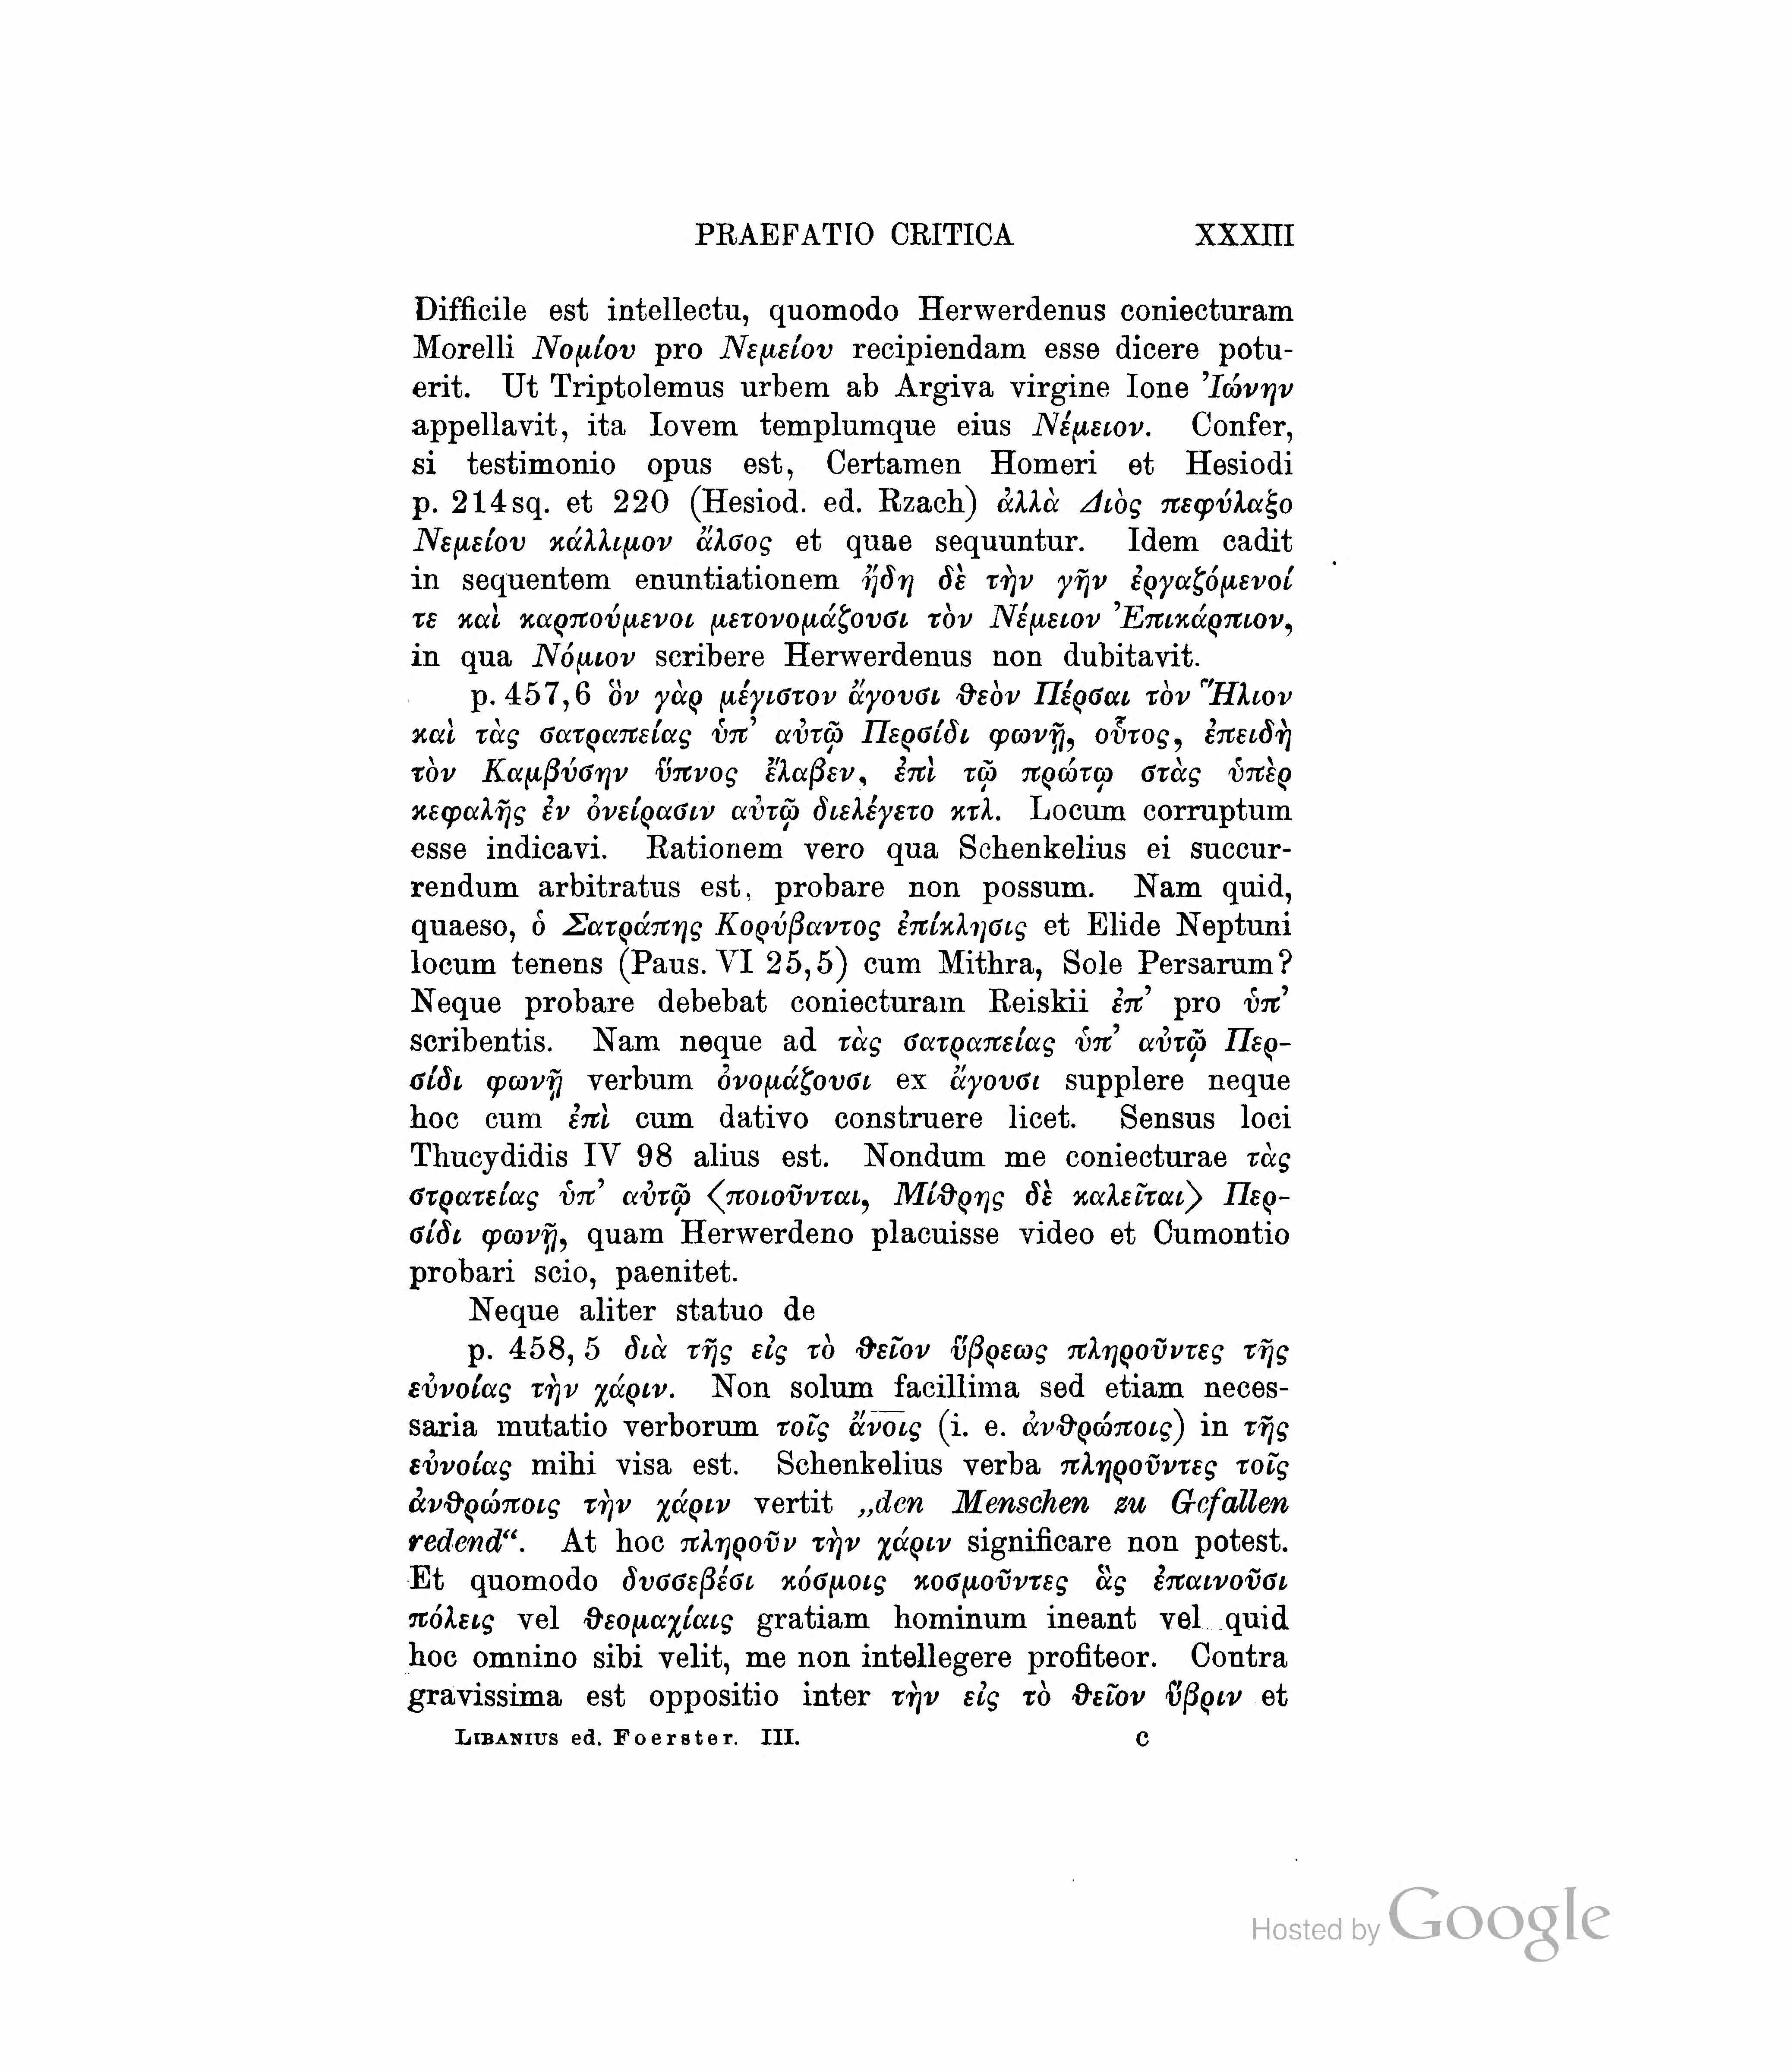 PRAEFATIO CRITICA XXXIII
Difficile est intellectu, quomodo Herwerdenus coniecturam
Morelli Νομίου pro Νεμείου recipiendam esse dicere potu-
erit. Ut Triptolemus urbem ab Argiva virgine Ione Ἰώνην
appellavit, ita Iovem templumque eius Νέμειον. Confer,
si testimonio opus est, Certamen Homeri et Hesiodi
p. 214sq. et 220 (Hesiod. ed. Rzach) ἀλλὰ Διὸς πεφύλαξο
Νεμείου κάλλιμον ἄλσος et quae sequuntur. Idem cadit
in sequentem enuntiationem ἤδη δὲ τὴν γῆν ἐργαζόμενοί
τε καὶ καρπούμενοι μετονομάζουσι τὸν Νέμειον Ἐπικάρπιον,
in qua Νόμιον scribere Herwerdenus non dubitavit.
p. 457,6 ὃν γὰρ μέγιστον ἄγουσι θεὸν Πέρσαι τὸν Ἥλιον
καὶ τὰς σατραπείας ὑπ’ αὐτῷ Περσίδι φωνῇ, οὗτος, ἐπειδὴ
τὸν Καμβύσην ὕπνος ἔλαβεν, ἐπὶ τῷ πρώτῳ στὰς ὑπὲρ
κεφαλῆς ἐν ὀνείρασιν αὐτῷ διελέγετο κτλ. Locum corruptum
esse indicavi. Rationem vero qua Schenkelius ei succur-
rendum arbitratus est, probare non possum. Nam quid,
quaeso, ὁ Σατράπης Κορύβαντος ἐπίκλησις et Elide Neptuni
locum tenens (Paus. VI 25,5) cum Mithra, Sole Persarum?
Neque probare debebat coniecturam Reiskii ἐπ’ pro ὑπ’
scribentis. Nam neque ad τὰς σατραπείας ὑπ’ αὐτῷ Περ-
σίδι φωνῇ verbum ὀνομάζουσι ex ἄγουσι supplere neque
hoc cum ἐπὶ cum dativo construere licet. Sensus loci
Thucydidis IV 98 alius est. Nondum me coniecturae τὰς
στρατείας ὑπ’ αὐτῷ ⟨ποιοῦνται, Μίθρης δὲ καλεῖται⟩ Περ-
σίδι φωνῇ, quam Herwerdeno placuisse video et Cumontio
probari scio, paenitet.
Neque aliter statuo de
p. 458, 5 διὰ τῆς εἰς τὸ θεῖον ὕβρεως πληροῦντες τῆς
εὐνοίας τὴν χάριν. Non solum facillima sed etiam neces-
saria mutatio verborum τοῖς ἄν̅ο̅ις (i. e. ἀνθρώποις) in τῆς
εὐνοίας mihi visa est. Schenkelius verba πληροῦντες τοῖς
ἀνθρώποις τὴν χάριν vertit „den Menschen zu Gefallen
redend“. At hoc πληροῦν τὴν χάριν significare non potest.
Et quomodo δυσσεβέσι κόσμοις κοσμοῦντες ἃς ἐπαινοῦσι
πόλεις vel θεομαχίαις gratiam hominum ineant vel quid
hoc omnino sibi velit, me non intellegere profiteor. Contra
gravissima est oppositio inter τὴν εἰς τὸ θεῖον ὕβριν et
LIBANIUS ed. Foerster. III. c
Hosted by Google